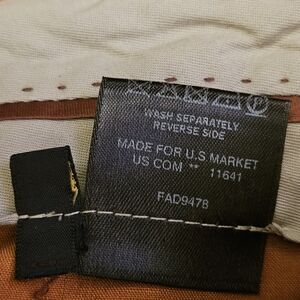 WASH SEPARATELY
REVERSE SIDE
MADE FOR U.S MARKET
US COM ** 11641
FAD9478